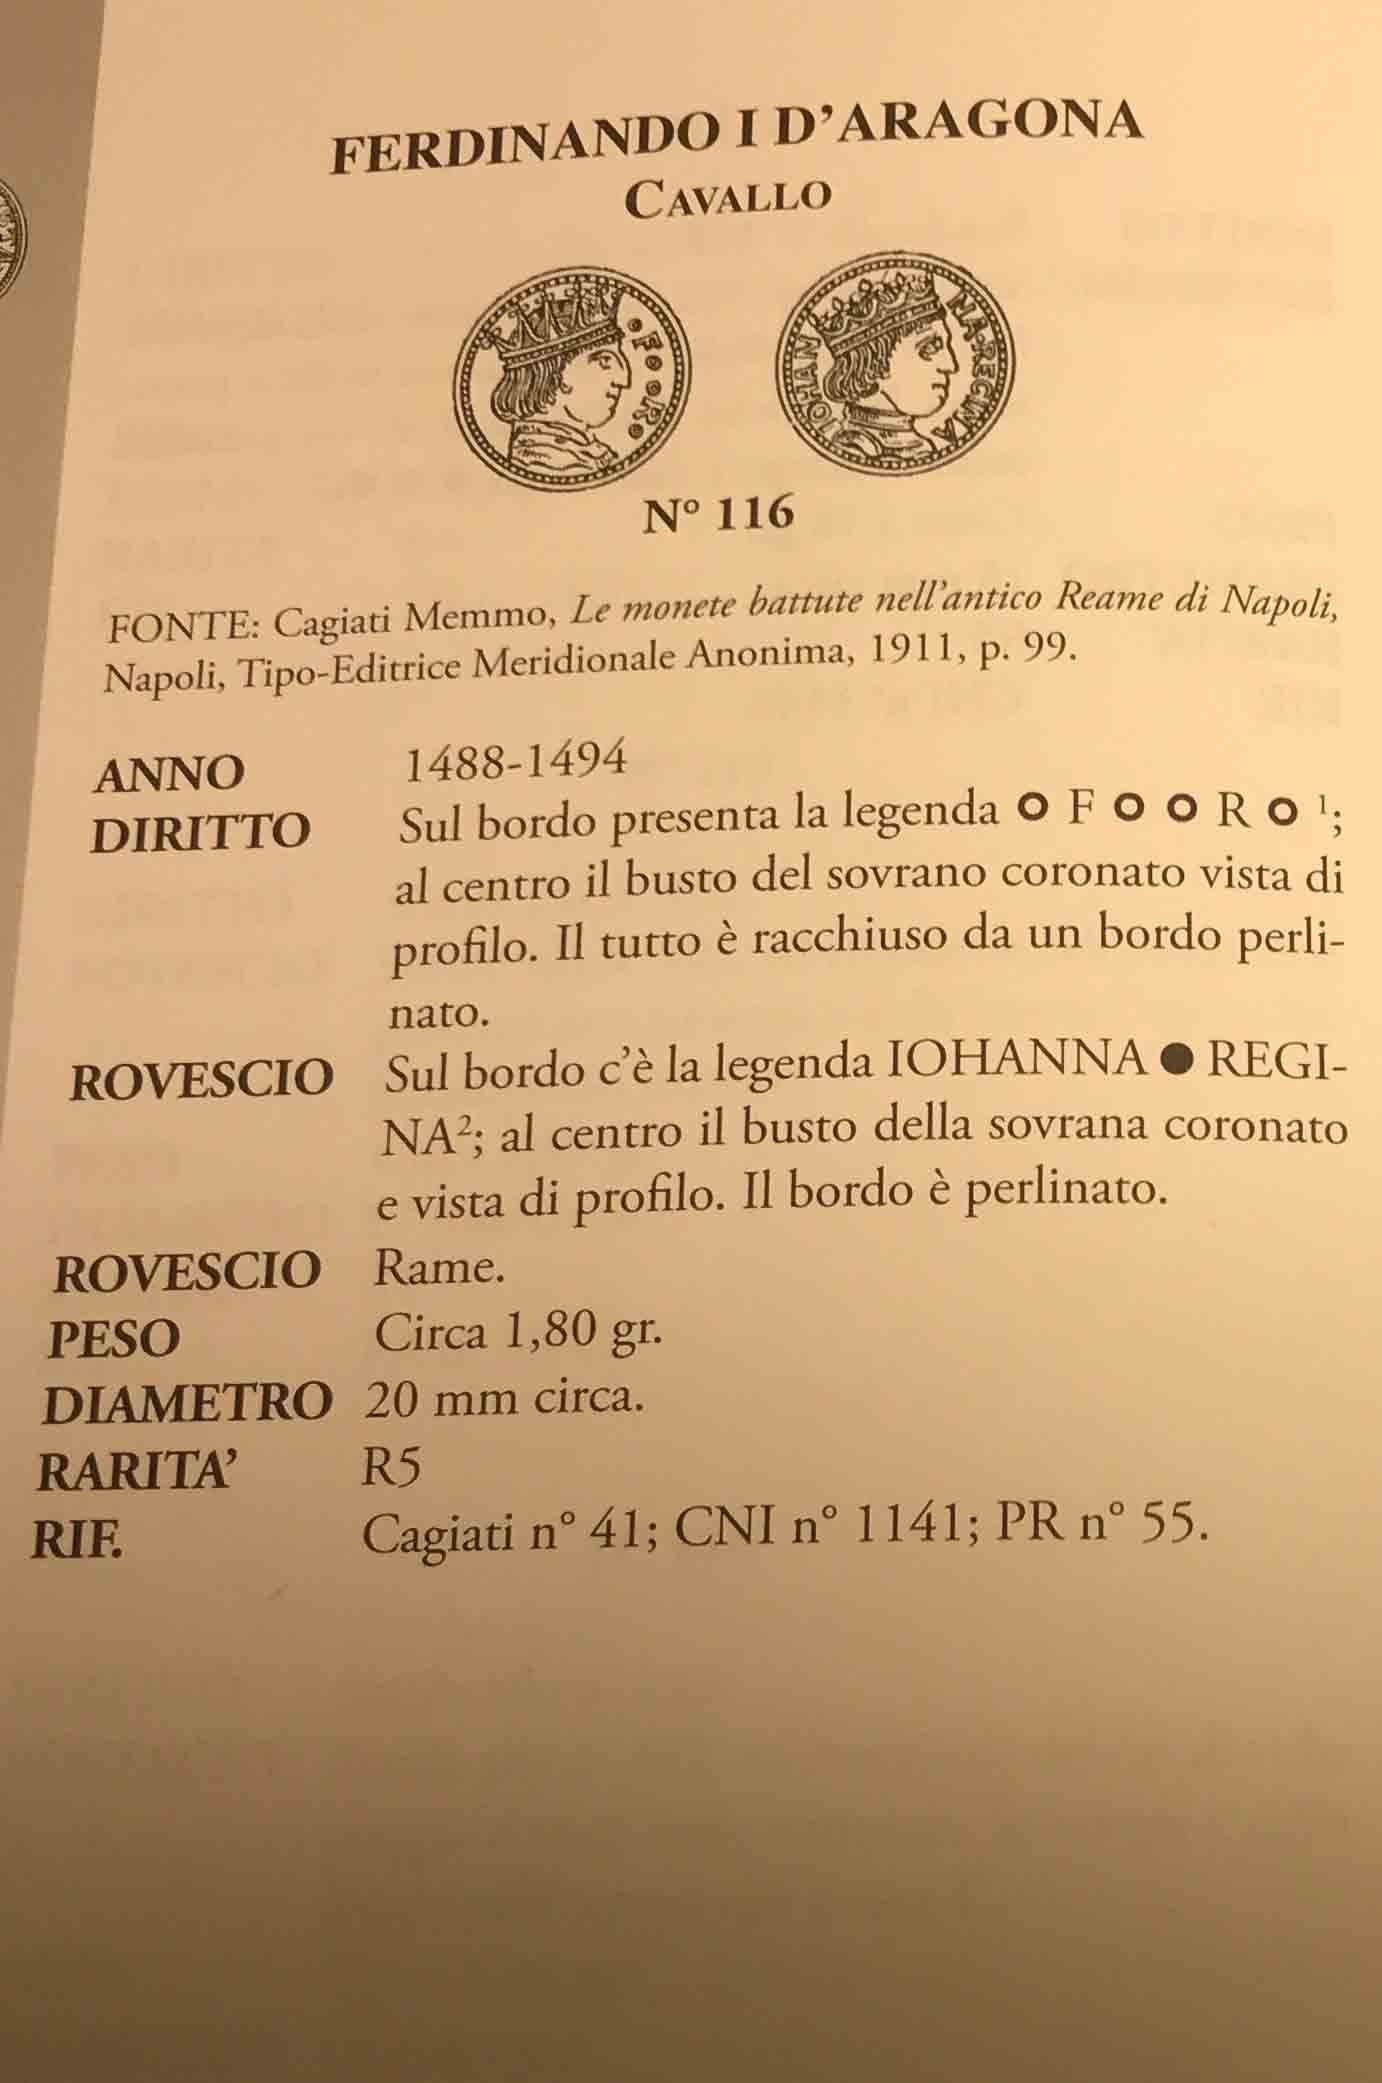 FERDINANDO I D'ARAGONA
CAVALLO
F R
IOHAN NA REGINA
N° 116
FONTE: Cagiati Memmo, Le monete battute nell'antico Reame di Napoli,
Napoli, Tipo-Editrice Meridionale Anonima, 1911, p. 99.
ANNO 1488-1494
DIRITTO Sul bordo presenta la legenda ⭘ F ⭘ ⭘ R ⭘ ¹;
al centro il busto del sovrano coronato vista di
profilo. Il tutto è racchiuso da un bordo perli-
nato.
ROVESCIO Sul bordo c'è la legenda IOHANNA ● REGI-
NA²; al centro il busto della sovrana coronato
e vista di profilo. Il bordo è perlinato.
ROVESCIO Rame.
PESO Circa 1,80 gr.
DIAMETRO 20 mm circa.
RARITA' R5
RIF. Cagiati n° 41; CNI n° 1141; PR n° 55.